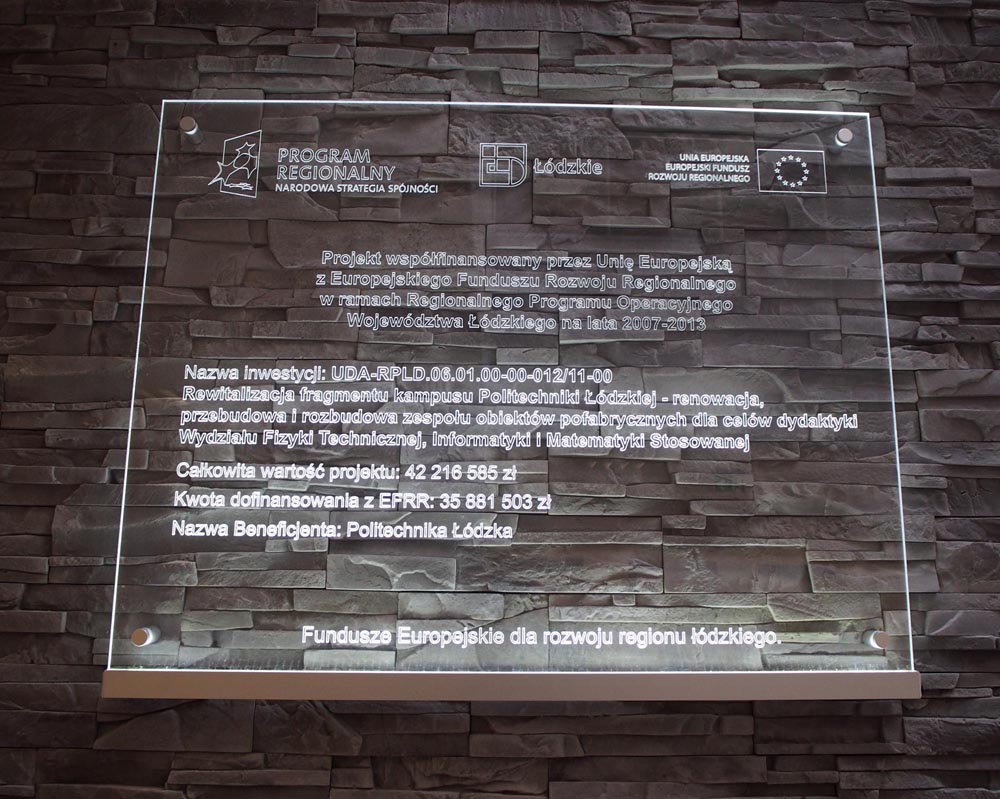 PROGRAM
REGIONALNY
NARODOWA STRATEGIA SPÓJNOŚCI
Łódzkie
UNIA EUROPEJSKA
EUROPEJSKI FUNDUSZ
ROZWOJU REGIONALNEGO
Projekt współfinansowany przez Unię Europejską
z Europejskiego Funduszu Rozwoju Regionalnego
w ramach Regionalnego Programu Operacyjnego
Województwa Łódzkiego na lata 2007-2013
Nazwa inwestycji: UDA-RPLD.06.01.00-00-012/11-00
Rewitalizacja fragmentu kampusu Politechniki Łódzkiej - renowacja,
przebudowa i rozbudowa zespołu obiektów pofabrycznych dla celów dydaktyki
Wydziału Fizyki Technicznej, Informatyki i Matematyki Stosowanej
Całkowita wartość projektu: 42 216 585 zł
Kwota dofinansowania z EFRR: 35 881 503 zł
Nazwa Beneficjenta: Politechnika Łódzka
Fundusze Europejskie dla rozwoju regionu łódzkiego.